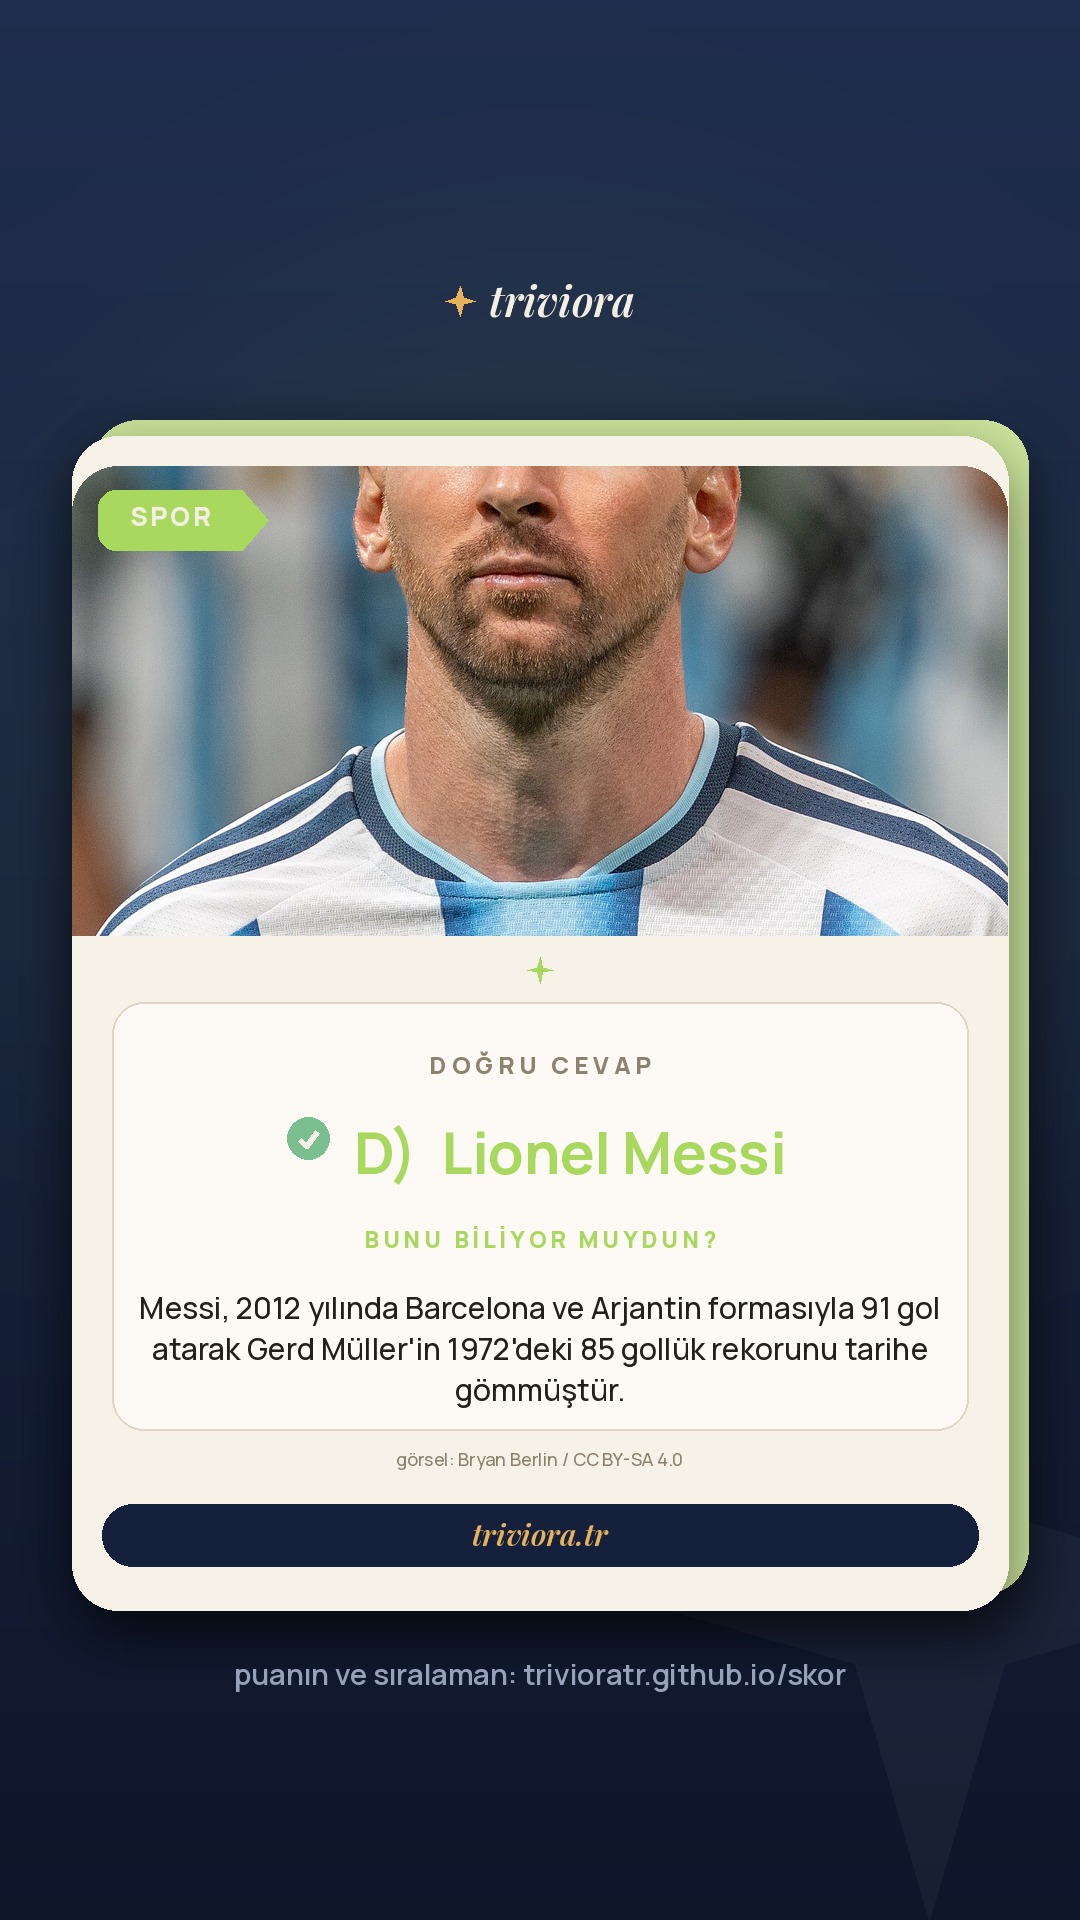 triviora
SPOR
DOĞRU CEVAP
D) Lionel Messi
BUNU BİLİYOR MUYDUN?
Messi, 2012 yılında Barcelona ve Arjantin formasıyla 91 gol
atarak Gerd Müller'in 1972'deki 85 gollük rekorunu tarihe
gömmüştür.
görsel: Bryan Berlin / CC BY-SA 4.0
triviora.tr
puanın ve sıralaman: trivioratr.github.io/skor